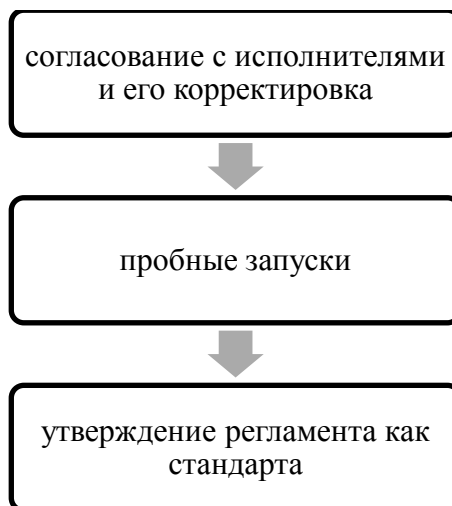 согласование с исполнителями
и его корректировка
пробные запуски
утверждение регламента как
стандарта